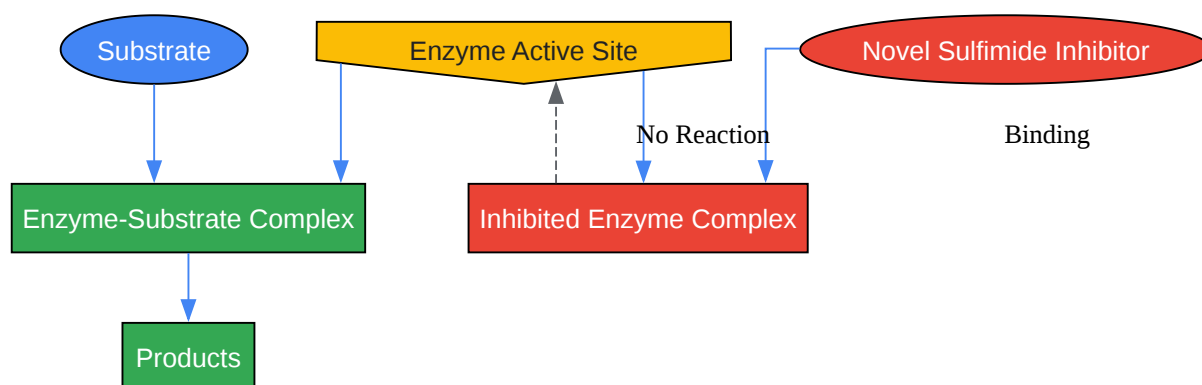 Substrate
Enzyme Active Site
Novel Sulfimide Inhibitor
No Reaction
Binding
Enzyme-Substrate Complex
Inhibited Enzyme Complex
Products